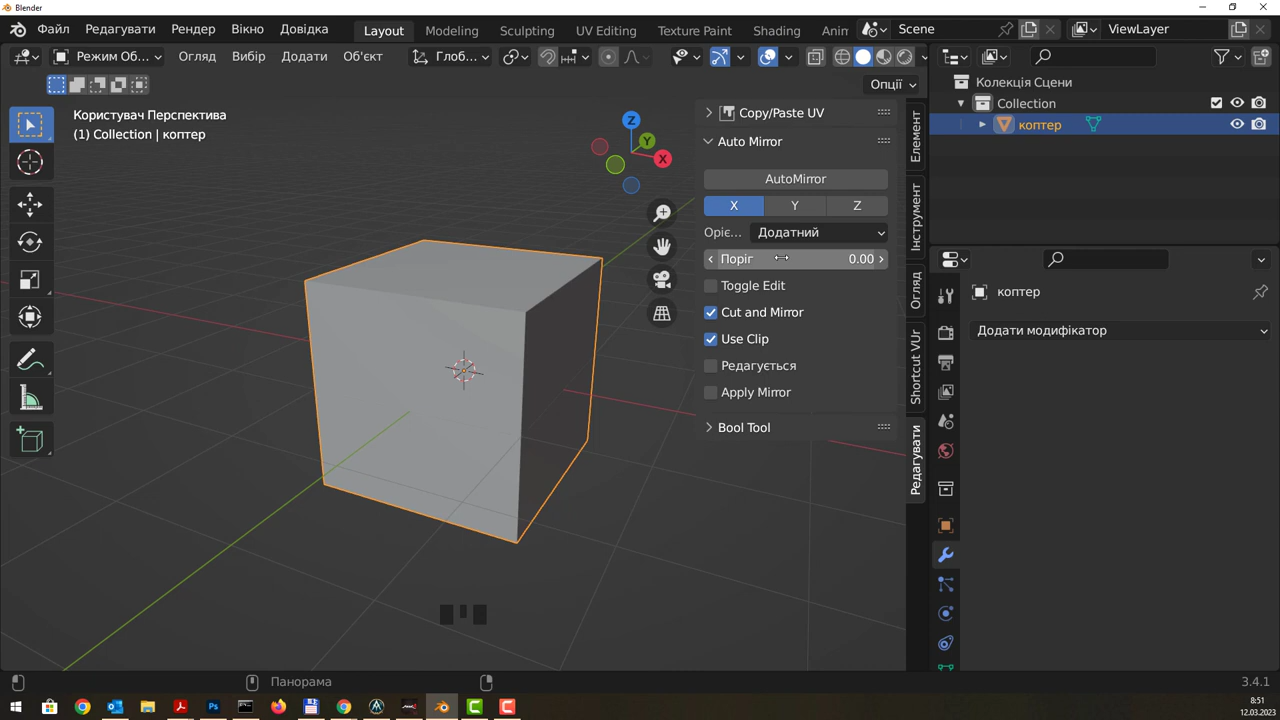 Blender
Файл Редагувати Рендер Вікно Довідка Layout Modeling Sculpting UV Editing Texture Paint Shading Anim Scene ViewLayer
Режим Об... Огляд Вибір Додати Об'єкт Глоб...
Опції
Користувач Перспектива
(1) Collection | коптер
Z
Y
X
Copy/Paste UV
Auto Mirror
AutoMirror
X Y Z
Оріє... Додатний
Поріг 0.00
Toggle Edit
Cut and Mirror
Use Clip
Редагується
Apply Mirror
Bool Tool
Елемент
Інструмент
Огляд
Shortcut VUr
Редагувати
Колекція Сцени
Collection
коптер
коптер
Додати модифікатор
Панорама
3.4.1
8:51
12.03.2023